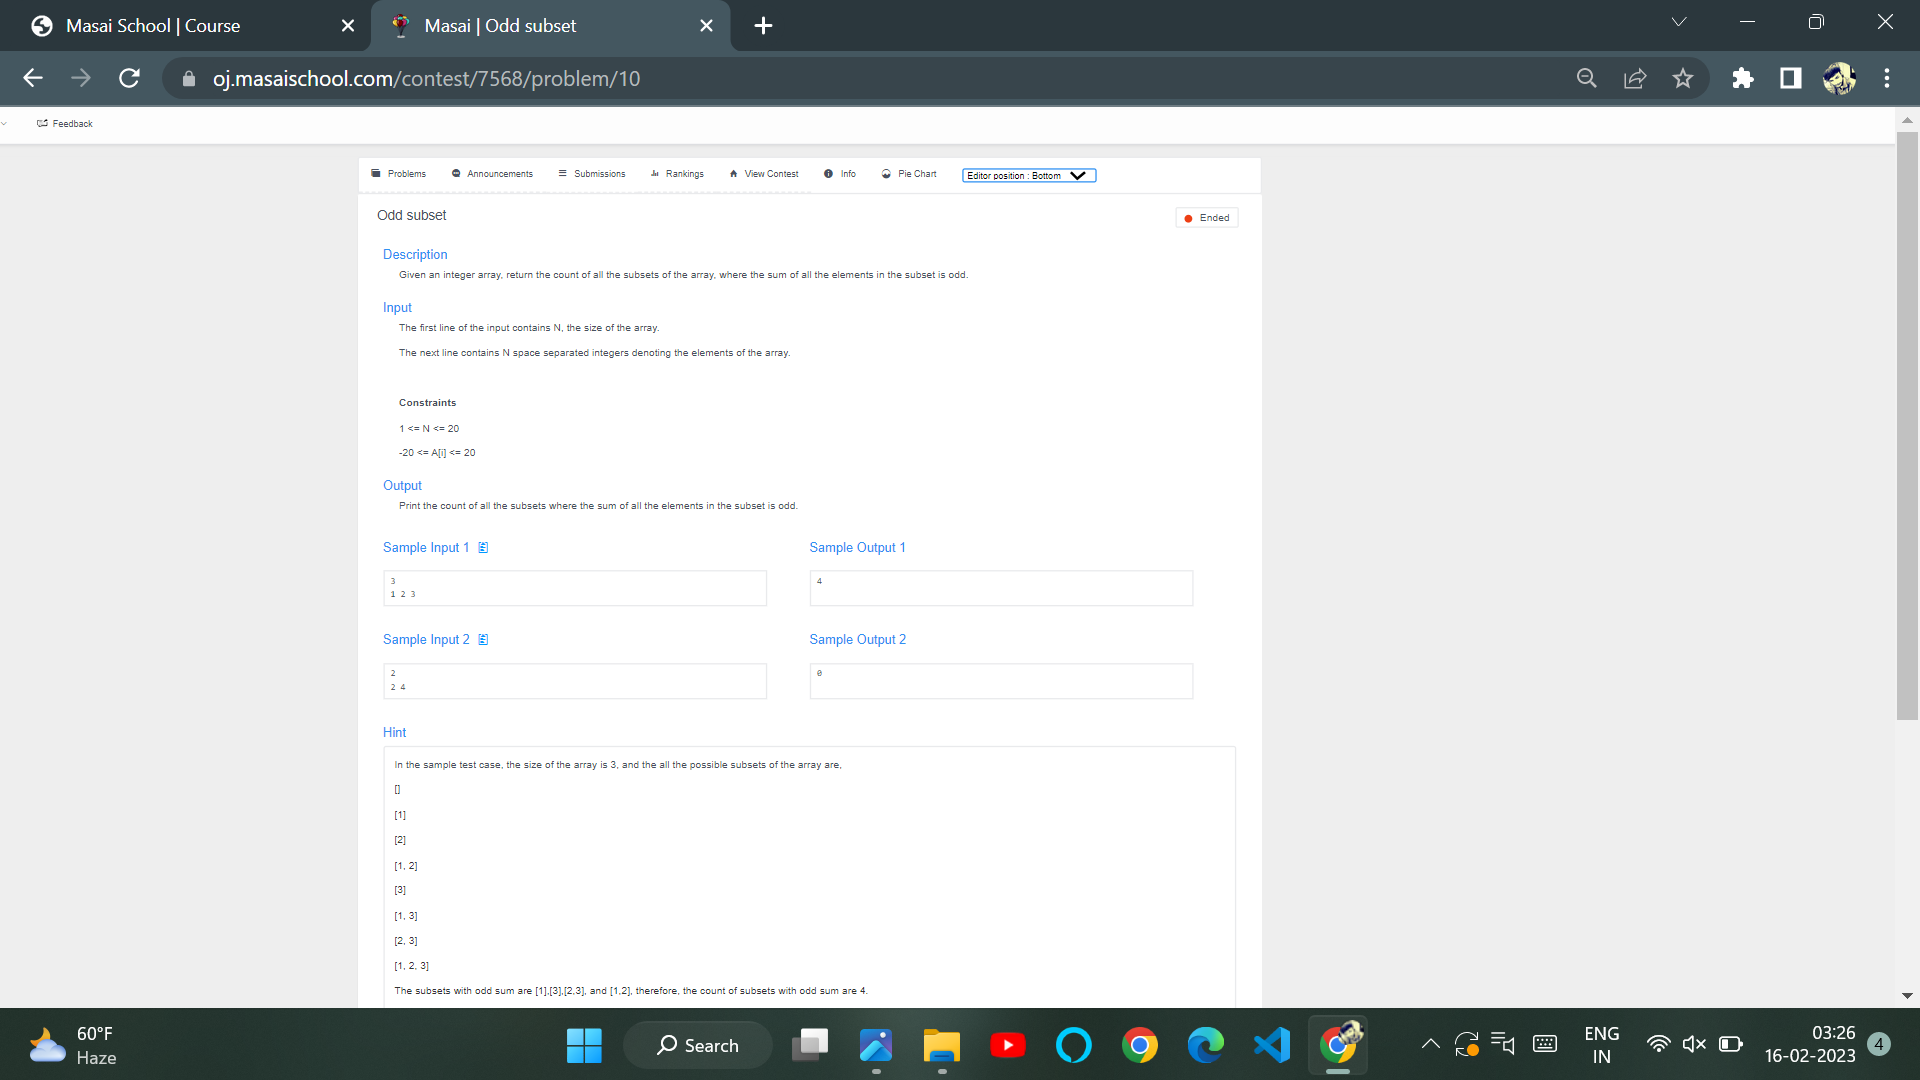 Masai School | Course
Masai | Odd subset
oj.masaischool.com/contest/7568/problem/10
Feedback
Problems
Announcements
Submissions
Rankings
View Contest
Info
Pie Chart
Editor position : Bottom
Odd subset
Ended
Description
Given an integer array, return the count of all the subsets of the array, where the sum of all the elements in the subset is odd.
Input
The first line of the input contains N, the size of the array.
The next line contains N space separated integers denoting the elements of the array.
Constraints
1 <= N <= 20
-20 <= A[i] <= 20
Output
Print the count of all the subsets where the sum of all the elements in the subset is odd.
Sample Input 1
3
1 2 3
Sample Output 1
4
Sample Input 2
2
2 4
Sample Output 2
0
Hint
In the sample test case, the size of the array is 3, and the all the possible subsets of the array are,
[]
[1]
[2]
[1, 2]
[3]
[1, 3]
[2, 3]
[1, 2, 3]
The subsets with odd sum are [1],[3],[2,3], and [1,2], therefore, the count of subsets with odd sum are 4.
60°F
Haze
Search
ENG
IN
03:26
16-02-2023
4